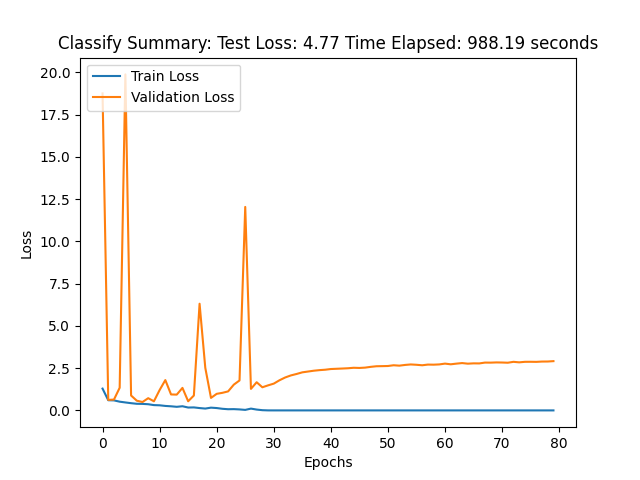 Classify Summary: Test Loss: 4.77 Time Elapsed: 988.19 seconds
Train Loss
Validation Loss
20.0
17.5
15.0
12.5
10.0
7.5
5.0
2.5
0.0
Loss
0 10 20 30 40 50 60 70 80
Epochs